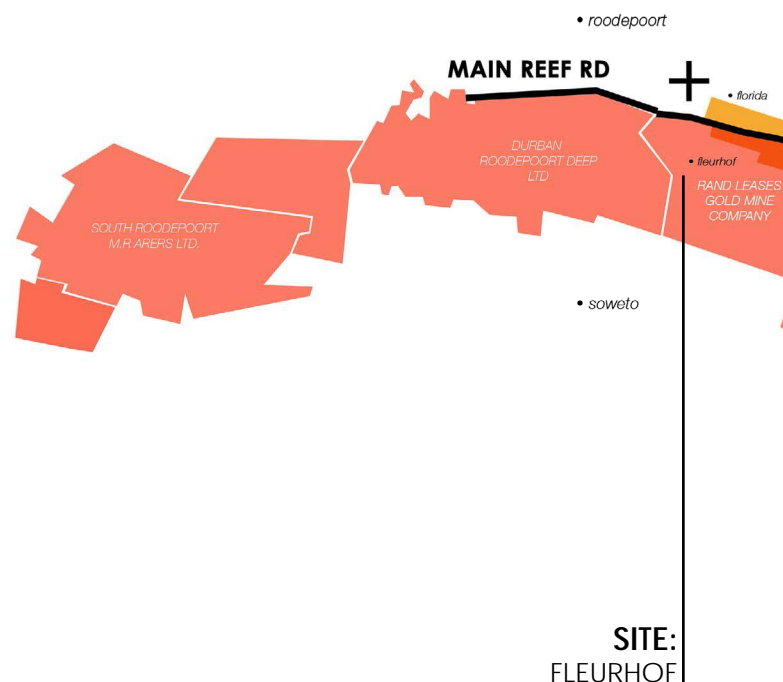 • roodepoort
MAIN REEF RD
• florida
DURBAN
ROODEPOORT DEEP
LTD
• fleurhof
RAND LEASES
GOLD MINE
COMPANY
SOUTH ROODEPOORT
M.R ARERS LTD.
• soweto
SITE:
FLEURHOF